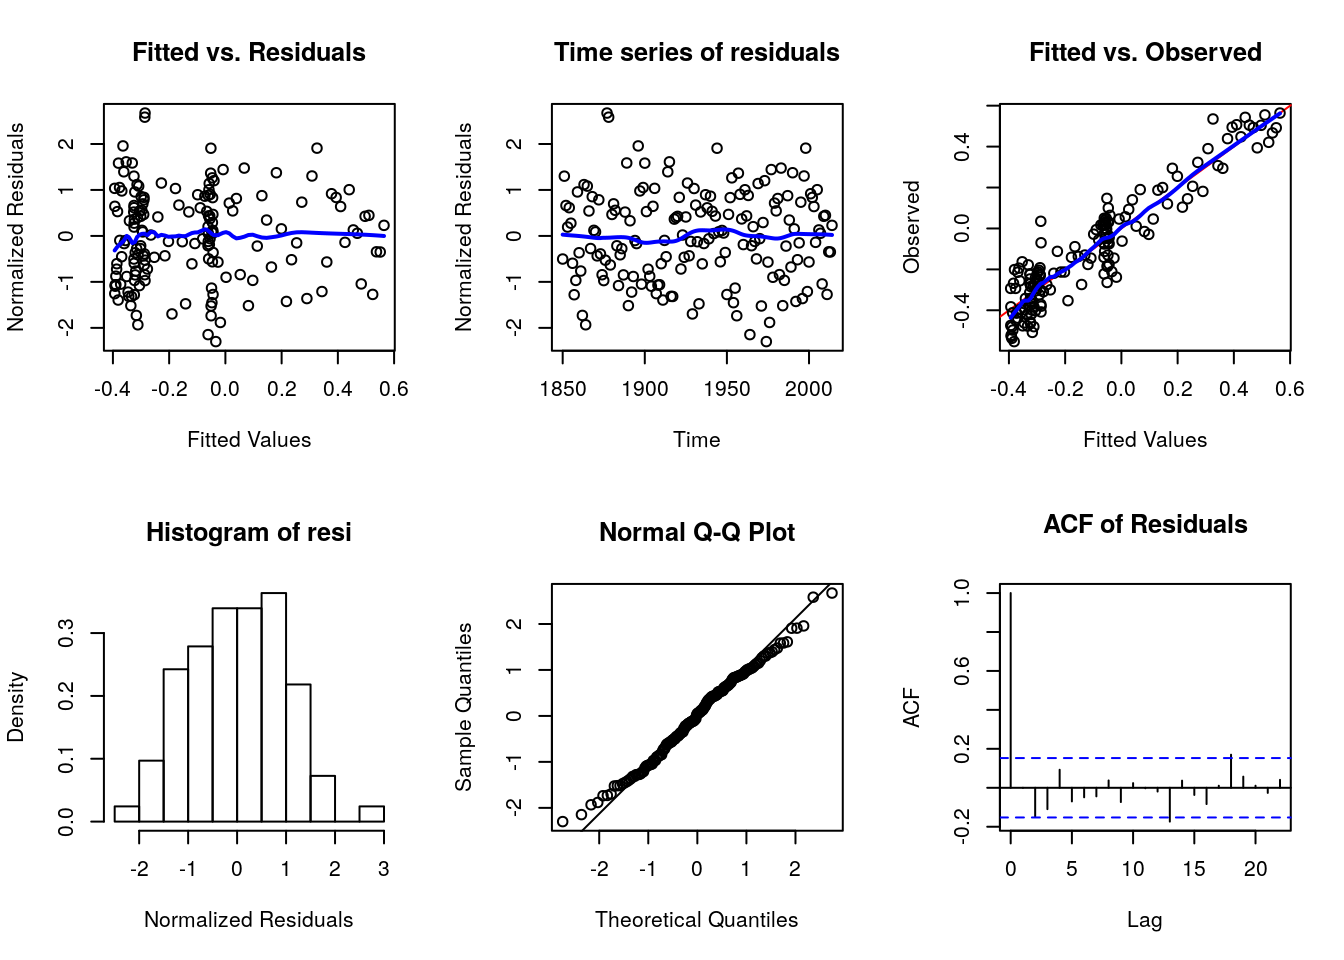 Fitted vs. Residuals
Normalized Residuals
2
1
0
-1
-2
-0.4 -0.2 0.0 0.2 0.4 0.6
Fitted Values
Time series of residuals
Normalized Residuals
2
1
0
-1
-2
1850 1900 1950 2000
Time
Fitted vs. Observed
Observed
0.4
0.0
-0.4
-0.4 -0.2 0.0 0.2 0.4 0.6
Fitted Values
Histogram of resi
Density
0.3
0.2
0.1
0.0
-2 -1 0 1 2 3
Normalized Residuals
Normal Q-Q Plot
Sample Quantiles
2
1
0
-1
-2
-2 -1 0 1 2
Theoretical Quantiles
ACF of Residuals
ACF
1.0
0.6
0.2
-0.2
0 5 10 15 20
Lag